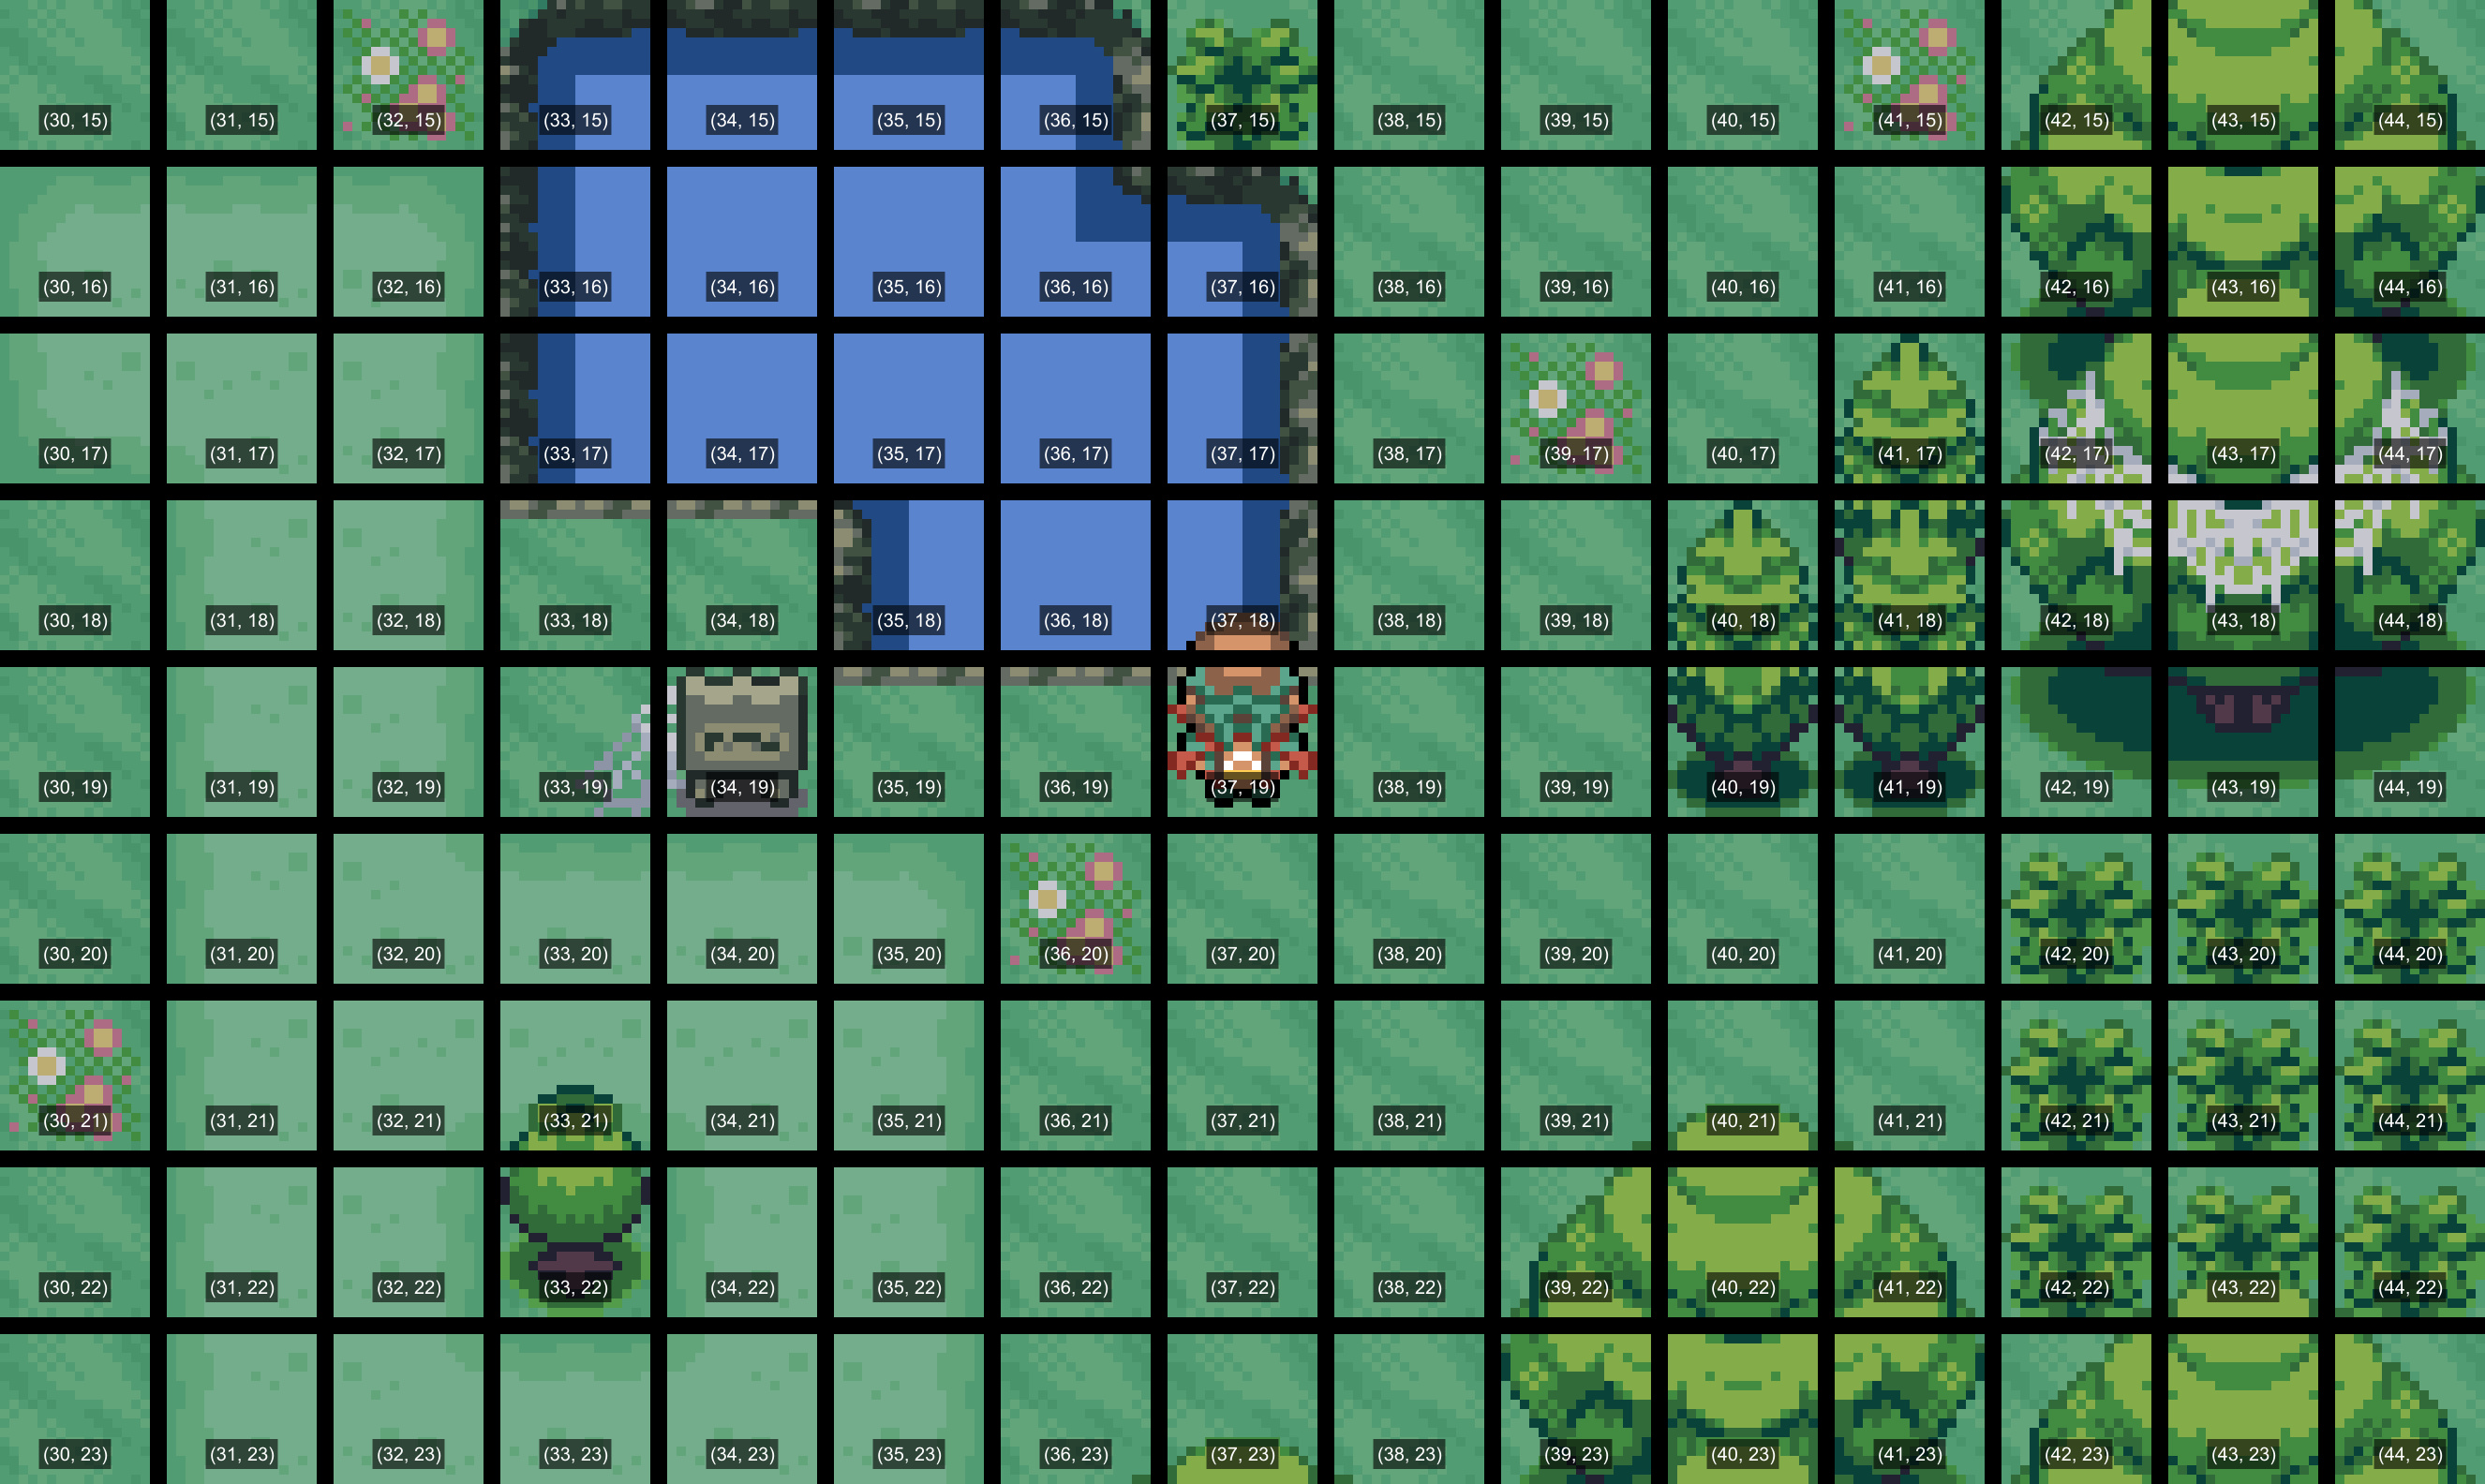 (30, 15) (31, 15) (32, 15) (33, 15) (34, 15) (35, 15) (36, 15) (37, 15) (38, 15) (39, 15) (40, 15) (41, 15) (42, 15) (43, 15) (44, 15)
(30, 16) (31, 16) (32, 16) (33, 16) (34, 16) (35, 16) (36, 16) (37, 16) (38, 16) (39, 16) (40, 16) (41, 16) (42, 16) (43, 16) (44, 16)
(30, 17) (31, 17) (32, 17) (33, 17) (34, 17) (35, 17) (36, 17) (37, 17) (38, 17) (39, 17) (40, 17) (41, 17) (42, 17) (43, 17) (44, 17)
(30, 18) (31, 18) (32, 18) (33, 18) (34, 18) (35, 18) (36, 18) (37, 18) (38, 18) (39, 18) (40, 18) (41, 18) (42, 18) (43, 18) (44, 18)
(30, 19) (31, 19) (32, 19) (33, 19) (34, 19) (35, 19) (36, 19) (37, 19) (38, 19) (39, 19) (40, 19) (41, 19) (42, 19) (43, 19) (44, 19)
(30, 20) (31, 20) (32, 20) (33, 20) (34, 20) (35, 20) (36, 20) (37, 20) (38, 20) (39, 20) (40, 20) (41, 20) (42, 20) (43, 20) (44, 20)
(30, 21) (31, 21) (32, 21) (33, 21) (34, 21) (35, 21) (36, 21) (37, 21) (38, 21) (39, 21) (40, 21) (41, 21) (42, 21) (43, 21) (44, 21)
(30, 22) (31, 22) (32, 22) (33, 22) (34, 22) (35, 22) (36, 22) (37, 22) (38, 22) (39, 22) (40, 22) (41, 22) (42, 22) (43, 22) (44, 22)
(30, 23) (31, 23) (32, 23) (33, 23) (34, 23) (35, 23) (36, 23) (37, 23) (38, 23) (39, 23) (40, 23) (41, 23) (42, 23) (43, 23) (44, 23)